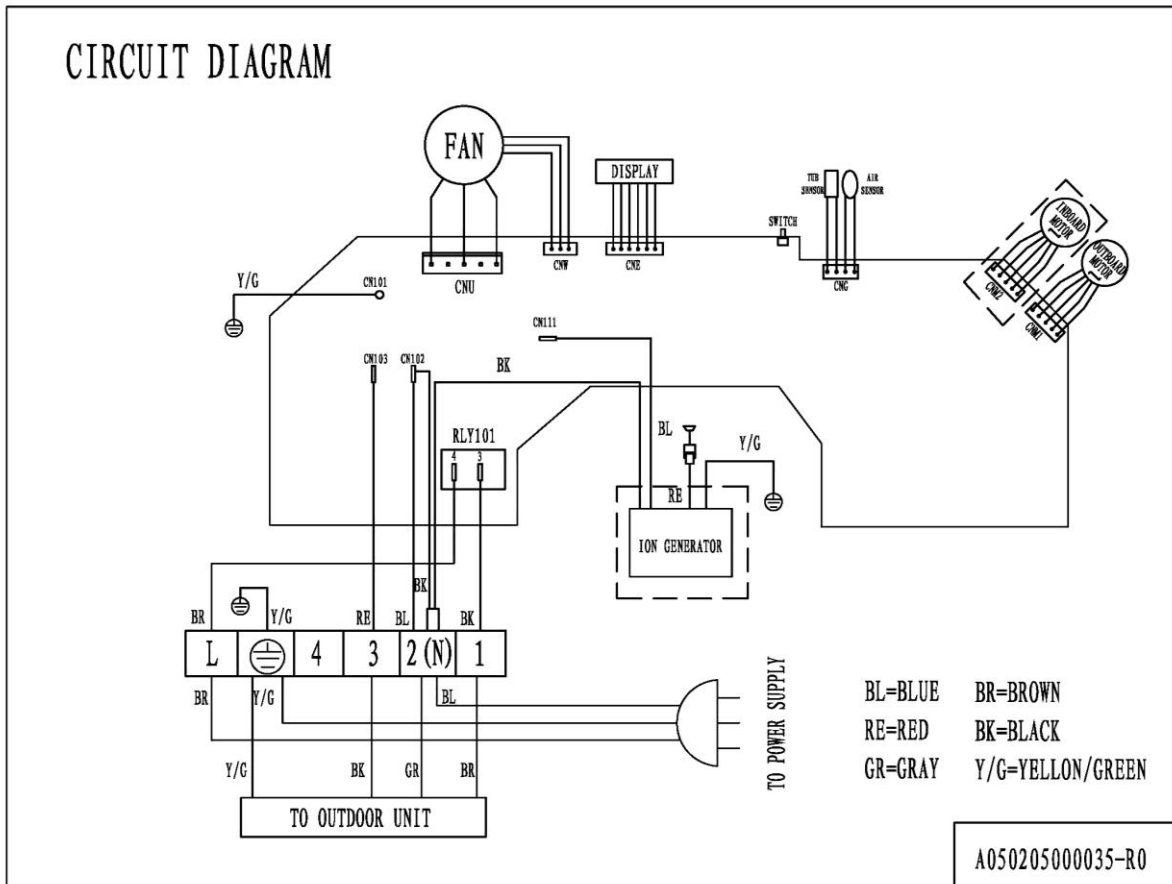 CIRCUIT DIAGRAM
FAN
DISPLAY
TUB
SENSOR
AIR
SENSOR
SWITCH
INBOARD
MOTOR
OUTBOARD
MOTOR
CNU
CNW
CNE
CNG
CNM2
CNM1
Y/G
CN101
CN111
CN103
CN102
BK
RLY101
4 3
BL
Y/G
RE
ION GENERATOR
BK
Y/G
BR
RE
BL
BK
L 4 3 2(N) 1
BR
Y/G
BL
Y/G
BK
GR
BR
TO OUTDOOR UNIT
TO POWER SUPPLY
BL=BLUE BR=BROWN
RE=RED BK=BLACK
GR=GRAY Y/G=YELLON/GREEN
A050205000035-R0